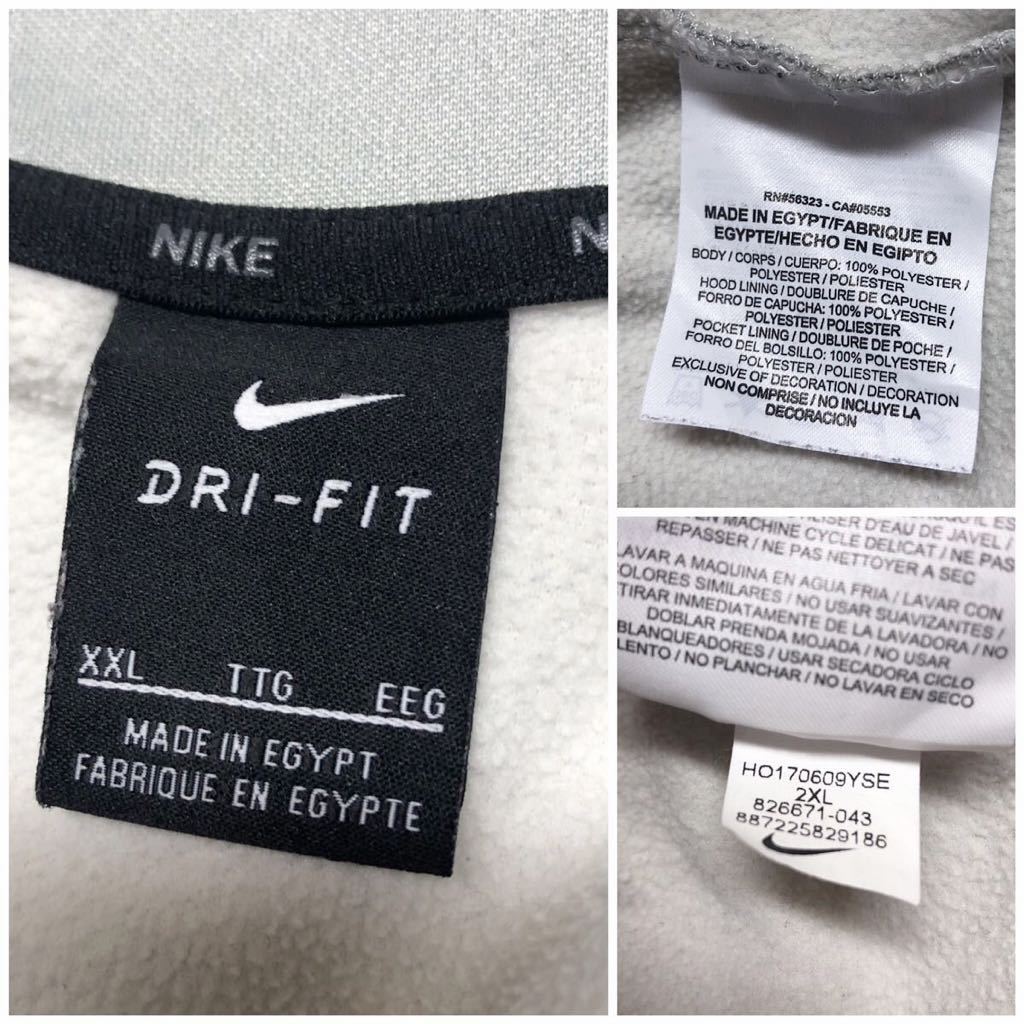 NIKE
DRI-FIT
XXL TTG EEG
MADE IN EGYPT
FABRIQUE EN EGYPTE
RN#56323 - CA#05553
MADE IN EGYPT/FABRIQUE EN
EGYPTE/HECHO EN EGIPTO
BODY / CORPS / CUERPO: 100% POLYESTER /
POLYESTER / POLIESTER
HOOD LINING / DOUBLURE DE CAPUCHE /
FORRO DE CAPUCHA: 100% POLYESTER /
POLYESTER / POLIESTER
POCKET LINING / DOUBLURE DE POCHE /
FORRO DEL BOLSILLO: 100% POLYESTER /
POLYESTER / POLIESTER
EXCLUSIVE OF DECORATION / DECORATION
NON COMPRISE / NO INCLUYE LA
DECORACION
D'EAU DE JAVEL /
EN MACHINE CYCLE DELICAT / NE PAS
REPASSER / NE PAS NETTOYER A SEC
LAVAR A MAQUINA EN AGUA FRIA / LAVAR CON
COLORES SIMILARES / NO USAR SUAVIZANTES /
TIRAR INMEDIATAMENTE DE LA LAVADORA / NO
DOBLAR PRENDA MOJADA / NO USAR
BLANQUEADORES / USAR SECADORA CICLO
LENTO / NO PLANCHAR / NO LAVAR EN SECO
HO170609YSE
2XL
826671-043
887225829186